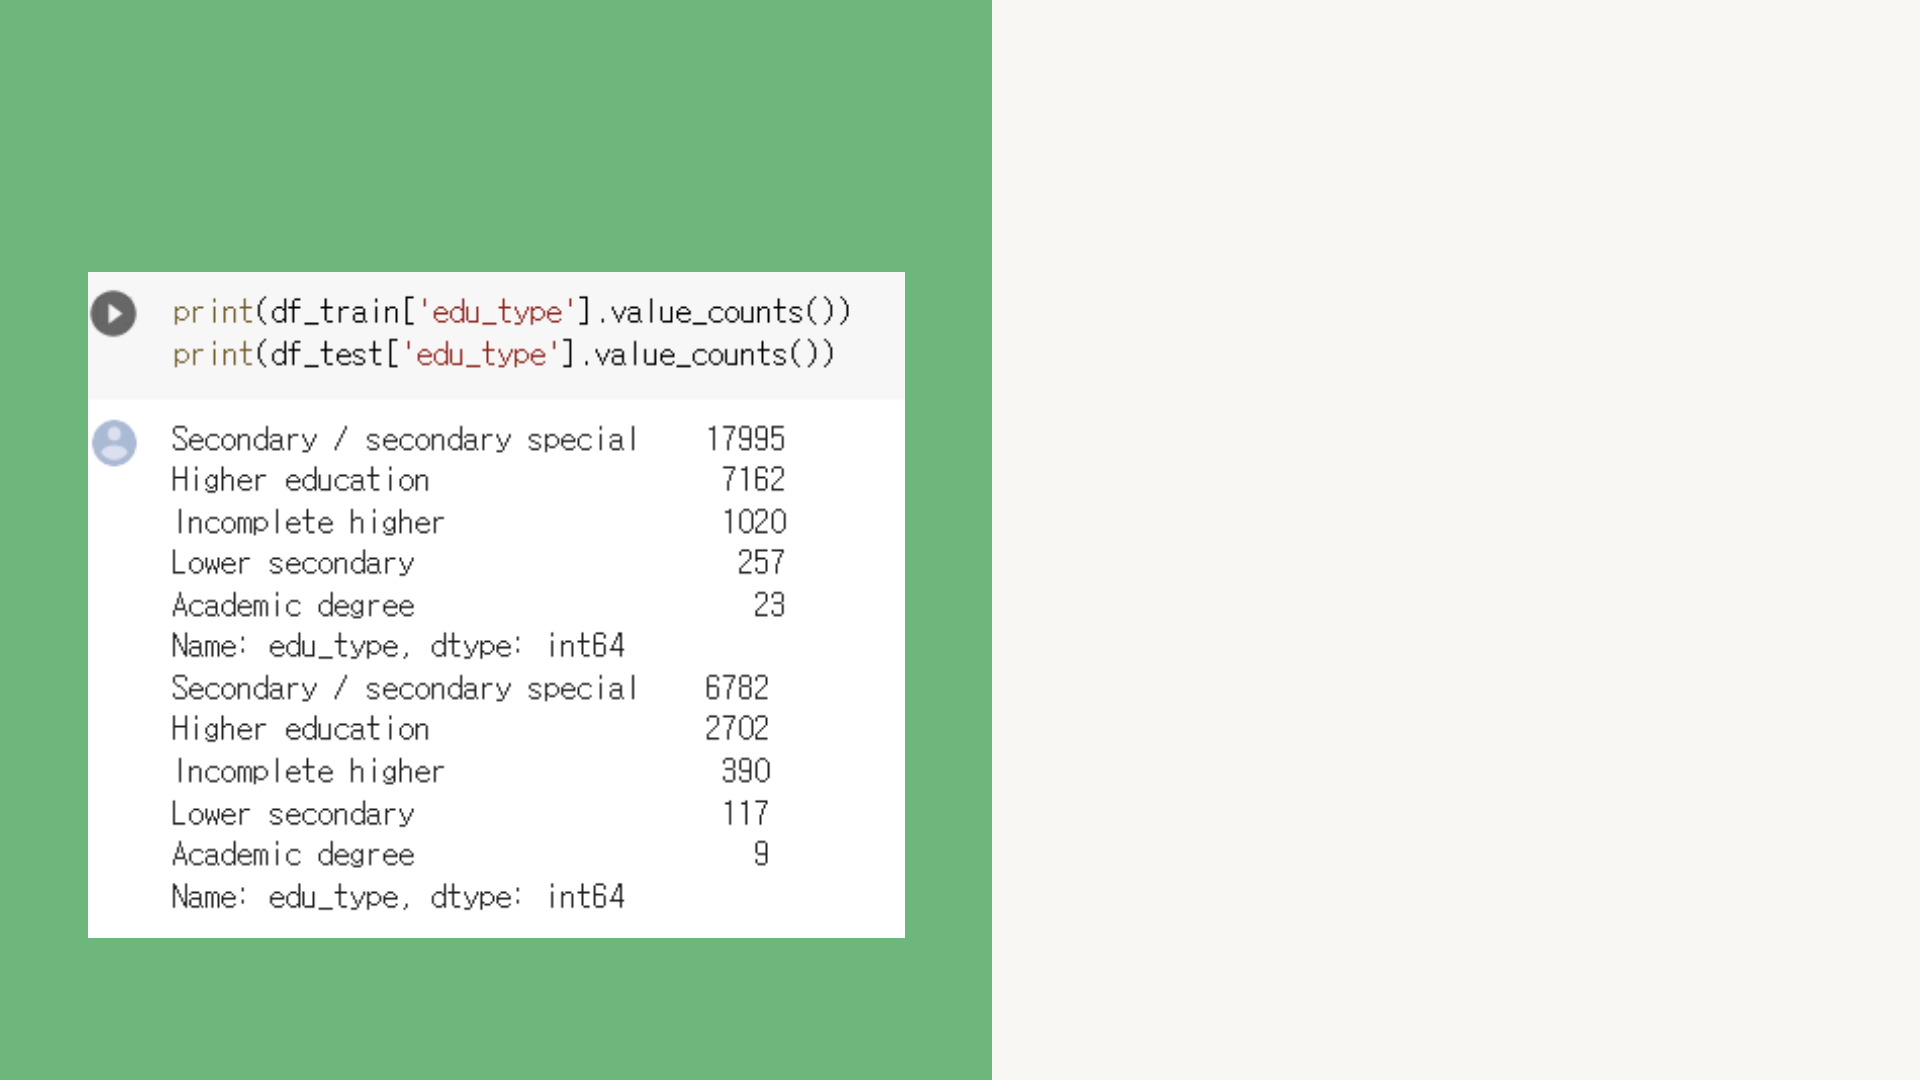 print(df_train['edu_type'].value_counts())
print(df_test['edu_type'].value_counts())
Secondary / secondary special 17995
Higher education 7162
Incomplete higher 1020
Lower secondary 257
Academic degree 23
Name: edu_type, dtype: int64
Secondary / secondary special 6782
Higher education 2702
Incomplete higher 390
Lower secondary 117
Academic degree 9
Name: edu_type, dtype: int64